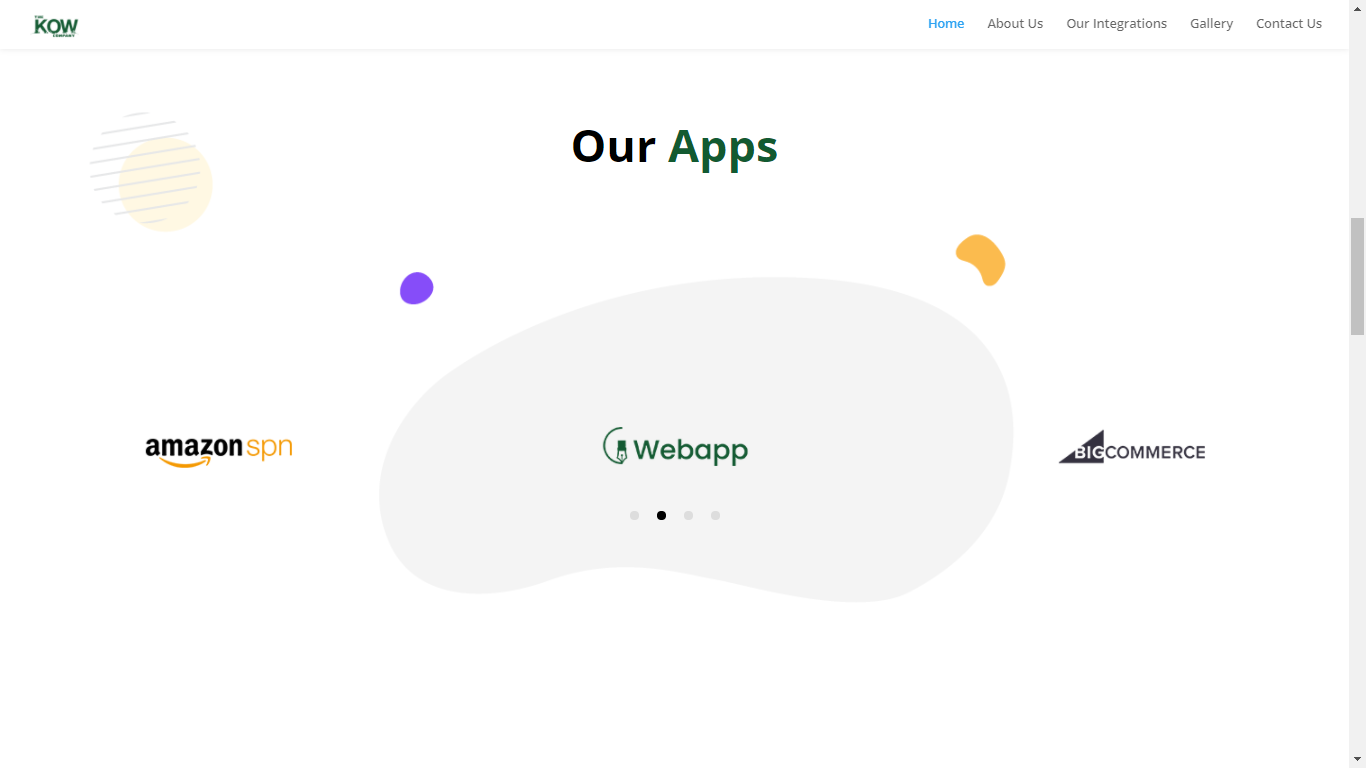 THE
KOW
COMPANY
Home
About Us
Our Integrations
Gallery
Contact Us
Our Apps
amazon spn
Webapp
BIGCOMMERCE